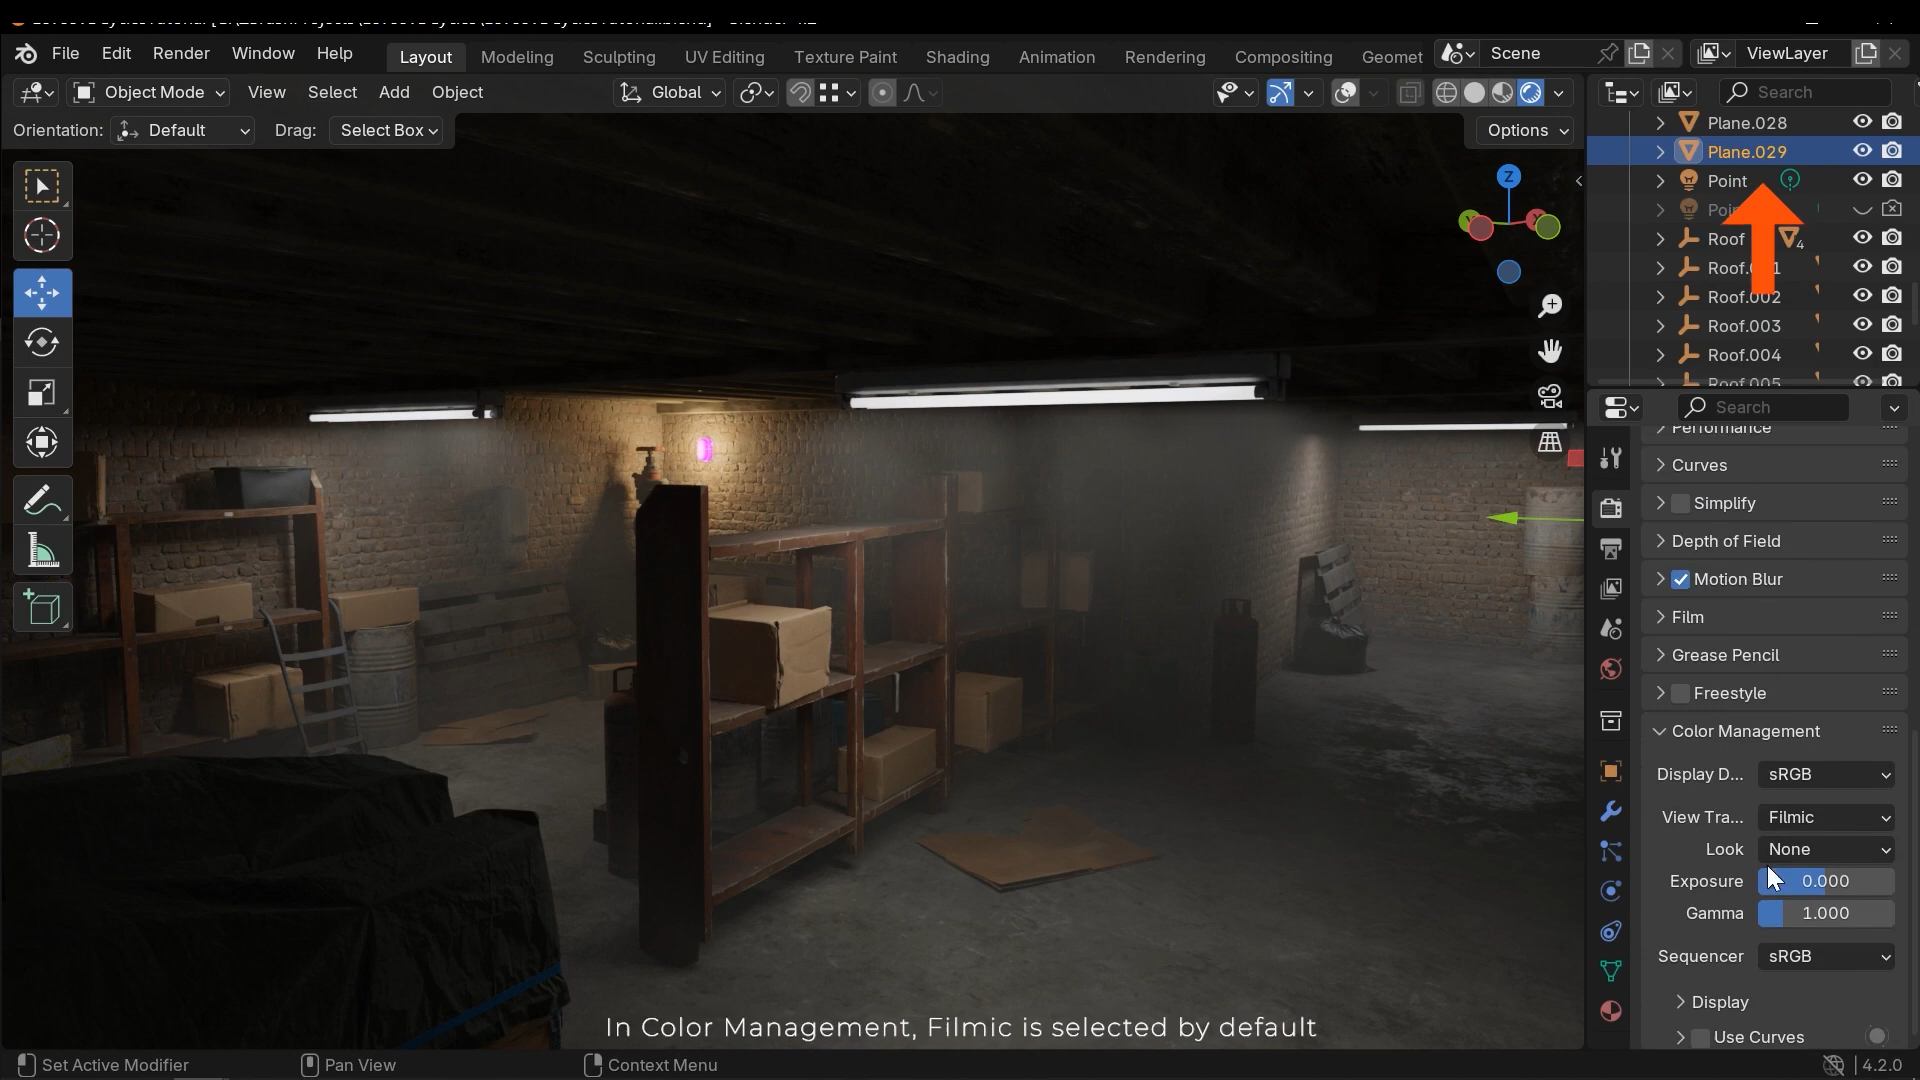 File Edit Render Window Help Layout Modeling Sculpting UV Editing Texture Paint Shading Animation Rendering Compositing Geomet Scene ViewLayer
Object Mode View Select Add Object Global Search
Orientation: Default Drag: Select Box Options
Plane.028
Plane.029
Point
Roof 4
Roof.002
Roof.003
Roof.004
Roof.005
Z
Search
Performance
Curves
Simplify
Depth of Field
Motion Blur
Film
Grease Pencil
Freestyle
Color Management
Display D... sRGB
View Tra... Filmic
Look None
Exposure 0.000
Gamma 1.000
Sequencer sRGB
Display
Use Curves
In Color Management, Filmic is selected by default
Set Active Modifier Pan View Context Menu 4.2.0